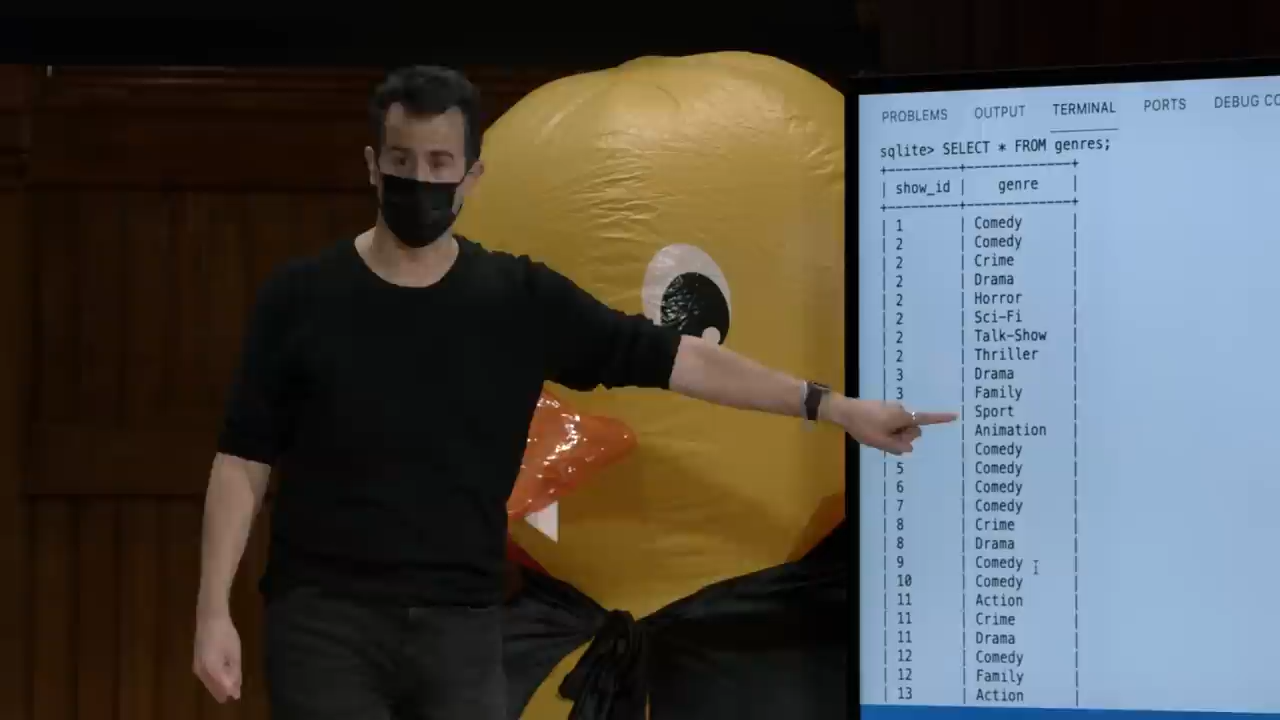 PROBLEMS OUTPUT TERMINAL PORTS DEBUG CO
sqlite> SELECT * FROM genres;
| show_id | genre |
| 1 | Comedy |
| 2 | Comedy |
| 2 | Crime |
| 2 | Drama |
| 2 | Horror |
| 2 | Sci-Fi |
| 2 | Talk-Show |
| 2 | Thriller |
| 3 | Drama |
| 3 | Family |
| Sport |
| Animation |
| Comedy |
| 5 | Comedy |
| 6 | Comedy |
| 7 | Comedy |
| 8 | Crime |
| 8 | Drama |
| 9 | Comedy |
| 10 | Comedy |
| 11 | Action |
| 11 | Crime |
| 11 | Drama |
| 12 | Comedy |
| 12 | Family |
| 13 | Action |